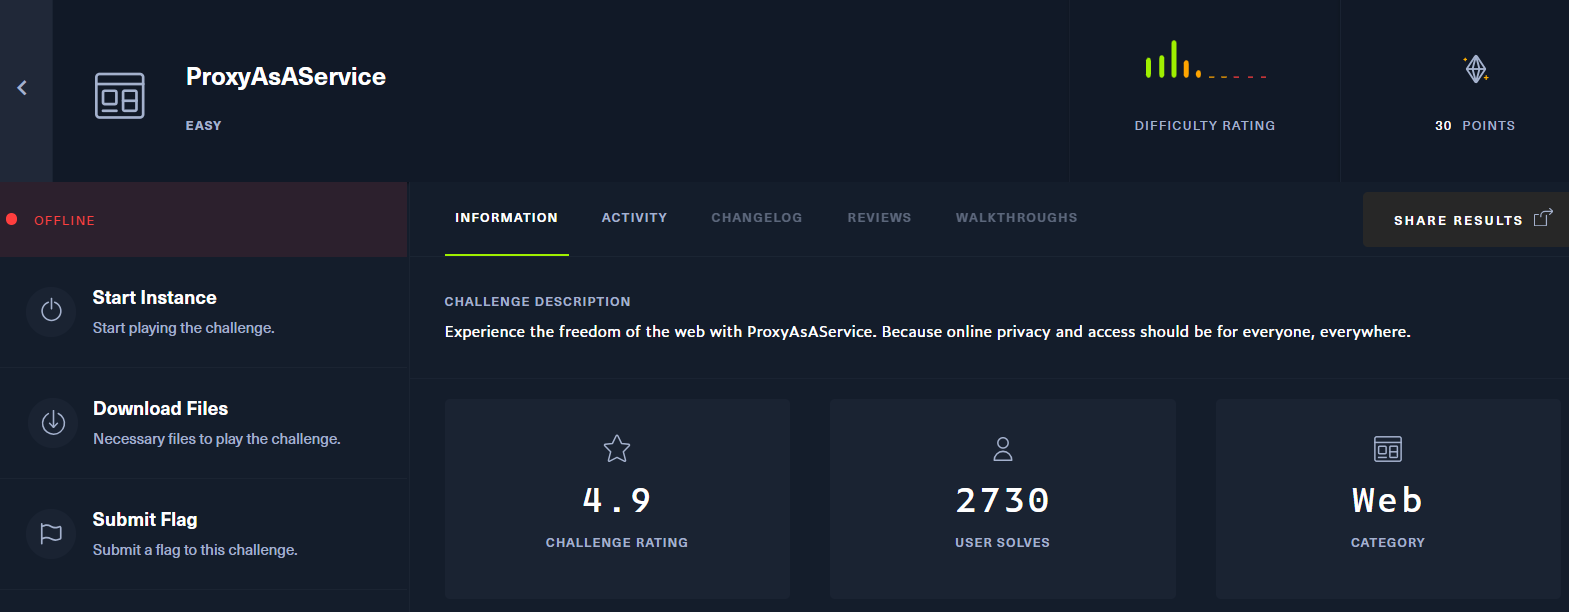 ProxyAsAService
EASY
DIFFICULTY RATING
30 POINTS
OFFLINE
INFORMATION ACTIVITY CHANGELOG REVIEWS WALKTHROUGHS
SHARE RESULTS
Start Instance
Start playing the challenge.
Download Files
Necessary files to play the challenge.
Submit Flag
Submit a flag to this challenge.
CHALLENGE DESCRIPTION
Experience the freedom of the web with ProxyAsAService. Because online privacy and access should be for everyone, everywhere.
4.9
CHALLENGE RATING
2730
USER SOLVES
Web
CATEGORY